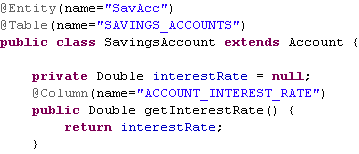 @Entity(name="SavAcc")
@Table(name="SAVINGS_ACCOUNTS")
public class SavingsAccount extends Account {
private Double interestRate = null;
@Column(name="ACCOUNT_INTEREST_RATE")
public Double getInterestRate() {
return interestRate;
}